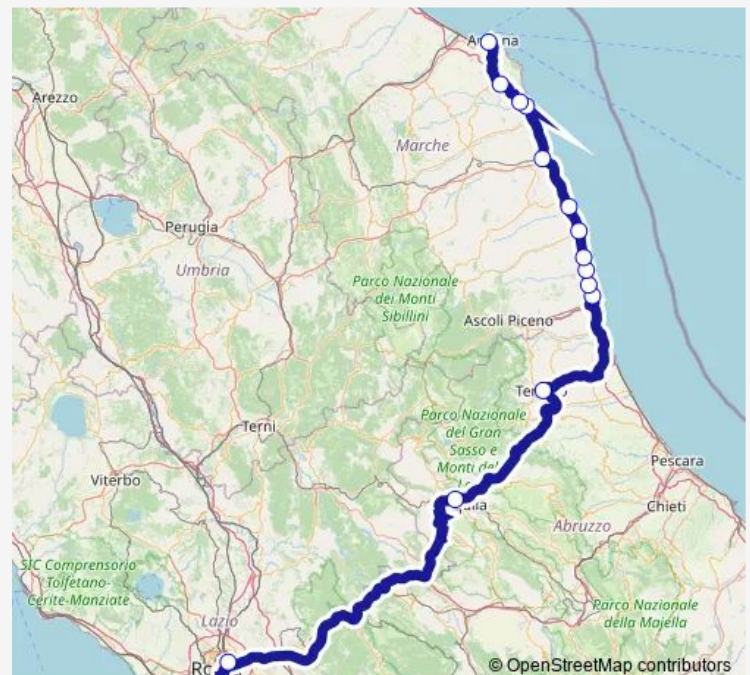 Arezzo
Marche
Perugia
Umbria
Parco Nazionale
dei Monti
Sibillini
Ascoli Piceno
Parco Nazionale
del Gran
Sasso e
Terni
Pescara
Viterbo
Chieti
Abruzzo
SIC Comprensorio
Tolfetano-
Cerite-Manziate
Parco Nazionale
della Majella
Lazio
© OpenStreetMap contributors